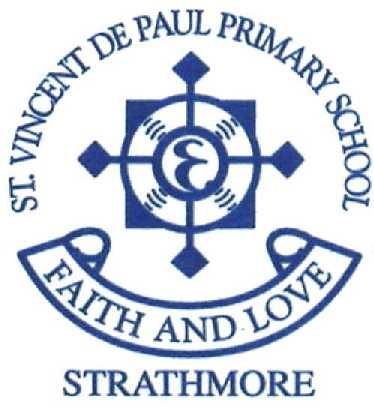 ST. VINCENT DE PAUL PRIMARY SCHOOL
Ɛ
FAITH AND LOVE
STRATHMORE